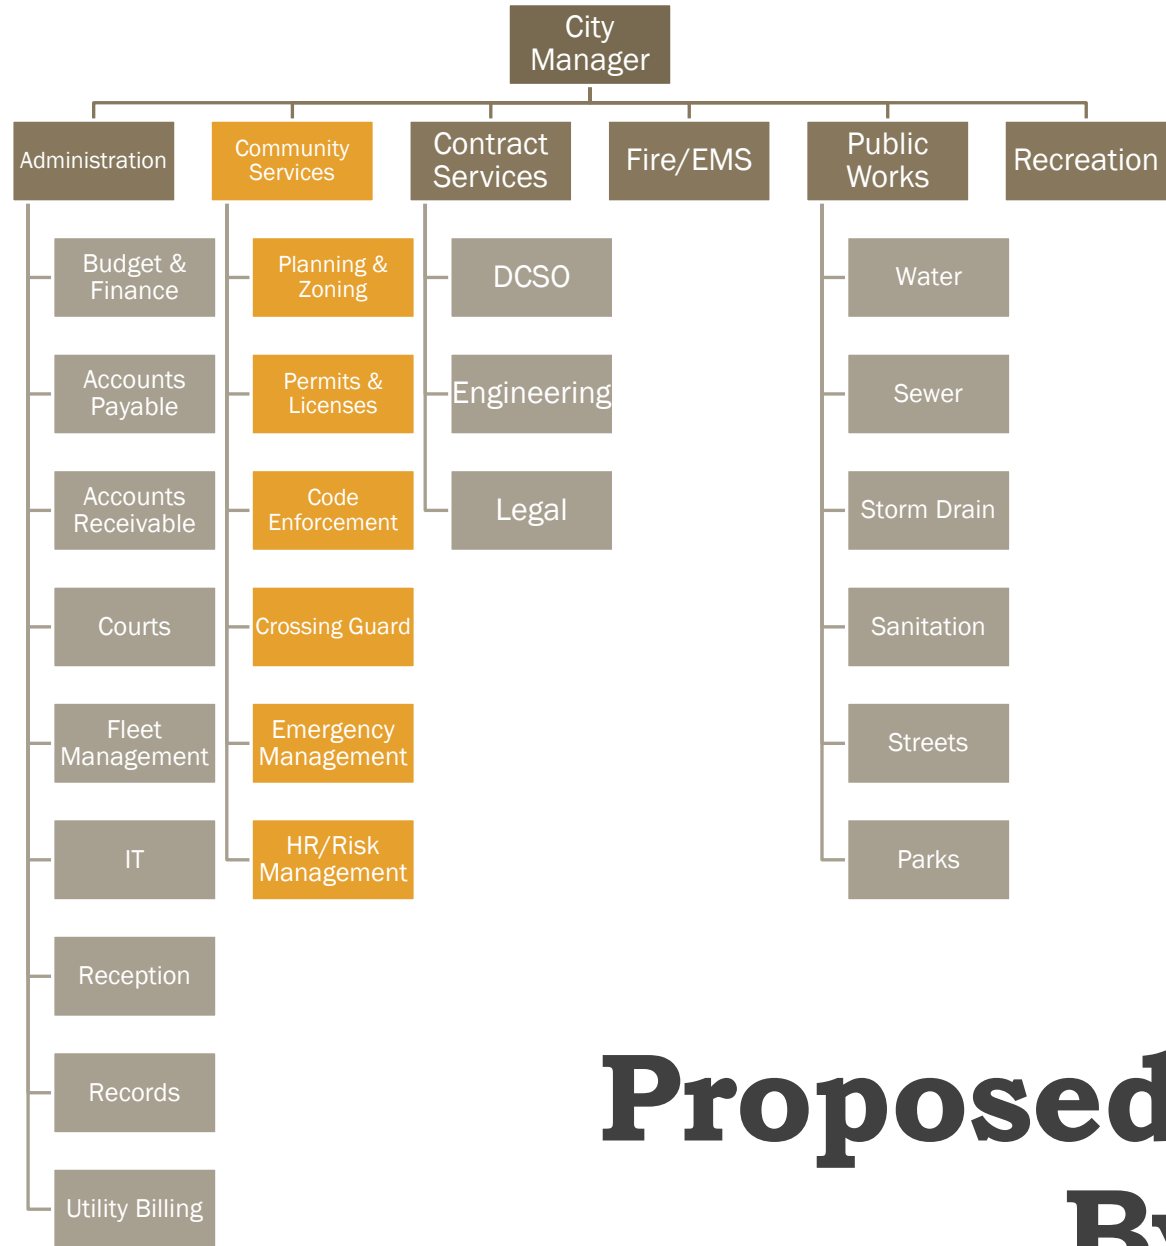 City
Manager
Administration
Community
Services
Contract
Services
Fire/EMS
Public
Works
Recreation
Budget &
Finance
Accounts
Payable
Accounts
Receivable
Courts
Fleet
Management
IT
Reception
Records
Utility Billing
Planning &
Zoning
Permits &
Licenses
Code
Enforcement
Crossing Guard
Emergency
Management
HR/Risk
Management
DCSO
Engineering
Legal
Water
Sewer
Storm Drain
Sanitation
Streets
Parks
Proposed
By